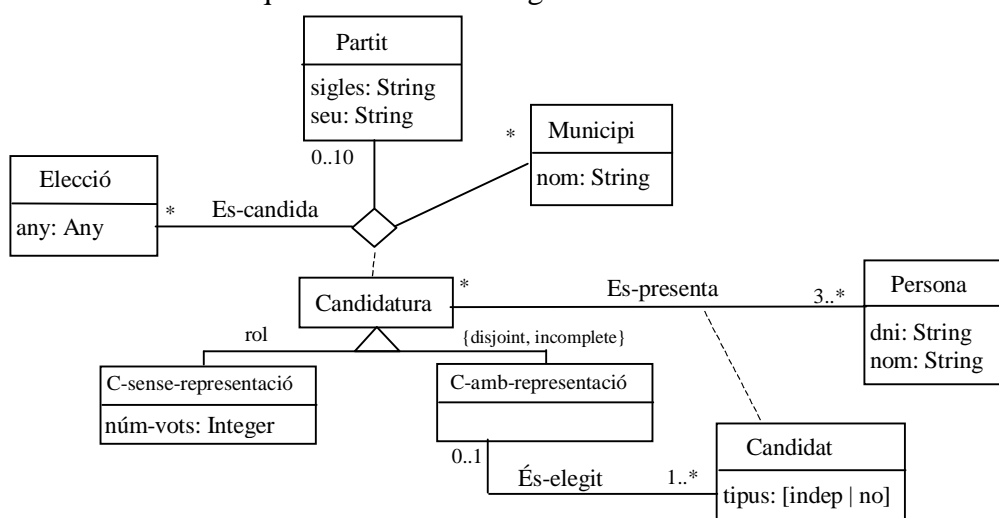 Partit
sigles: String
seu: String
0..10
*
Municipi
nom: String
Elecció
any: Any
*
Es-candida
Candidatura
*
Es-presenta
3..*
Persona
dni: String
nom: String
rol
{disjoint, incomplete}
C-sense-representació
núm-vots: Integer
C-amb-representació
0..1
És-elegit
1..*
Candidat
tipus: [indep | no]